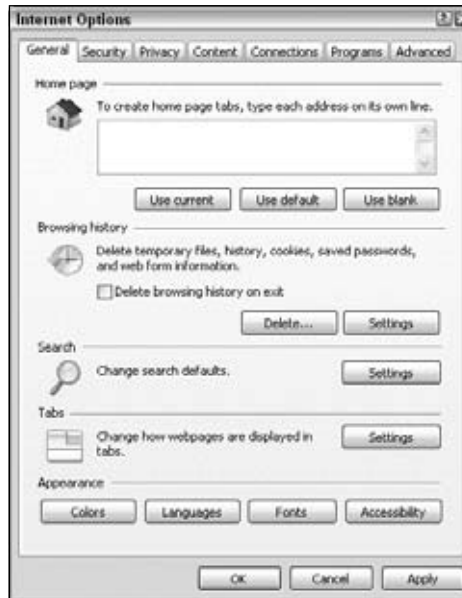 Internet Options
General Security Privacy Content Connections Programs Advanced
Home page
To create home page tabs, type each address on its own line.
Use current Use default Use blank
Browsing history
Delete temporary files, history, cookies, saved passwords,
and web form information.
Delete browsing history on exit
Delete... Settings
Search
Change search defaults.
Settings
Tabs
Change how webpages are displayed in
tabs.
Settings
Appearance
Colors Languages Fonts Accessibility
OK Cancel Apply